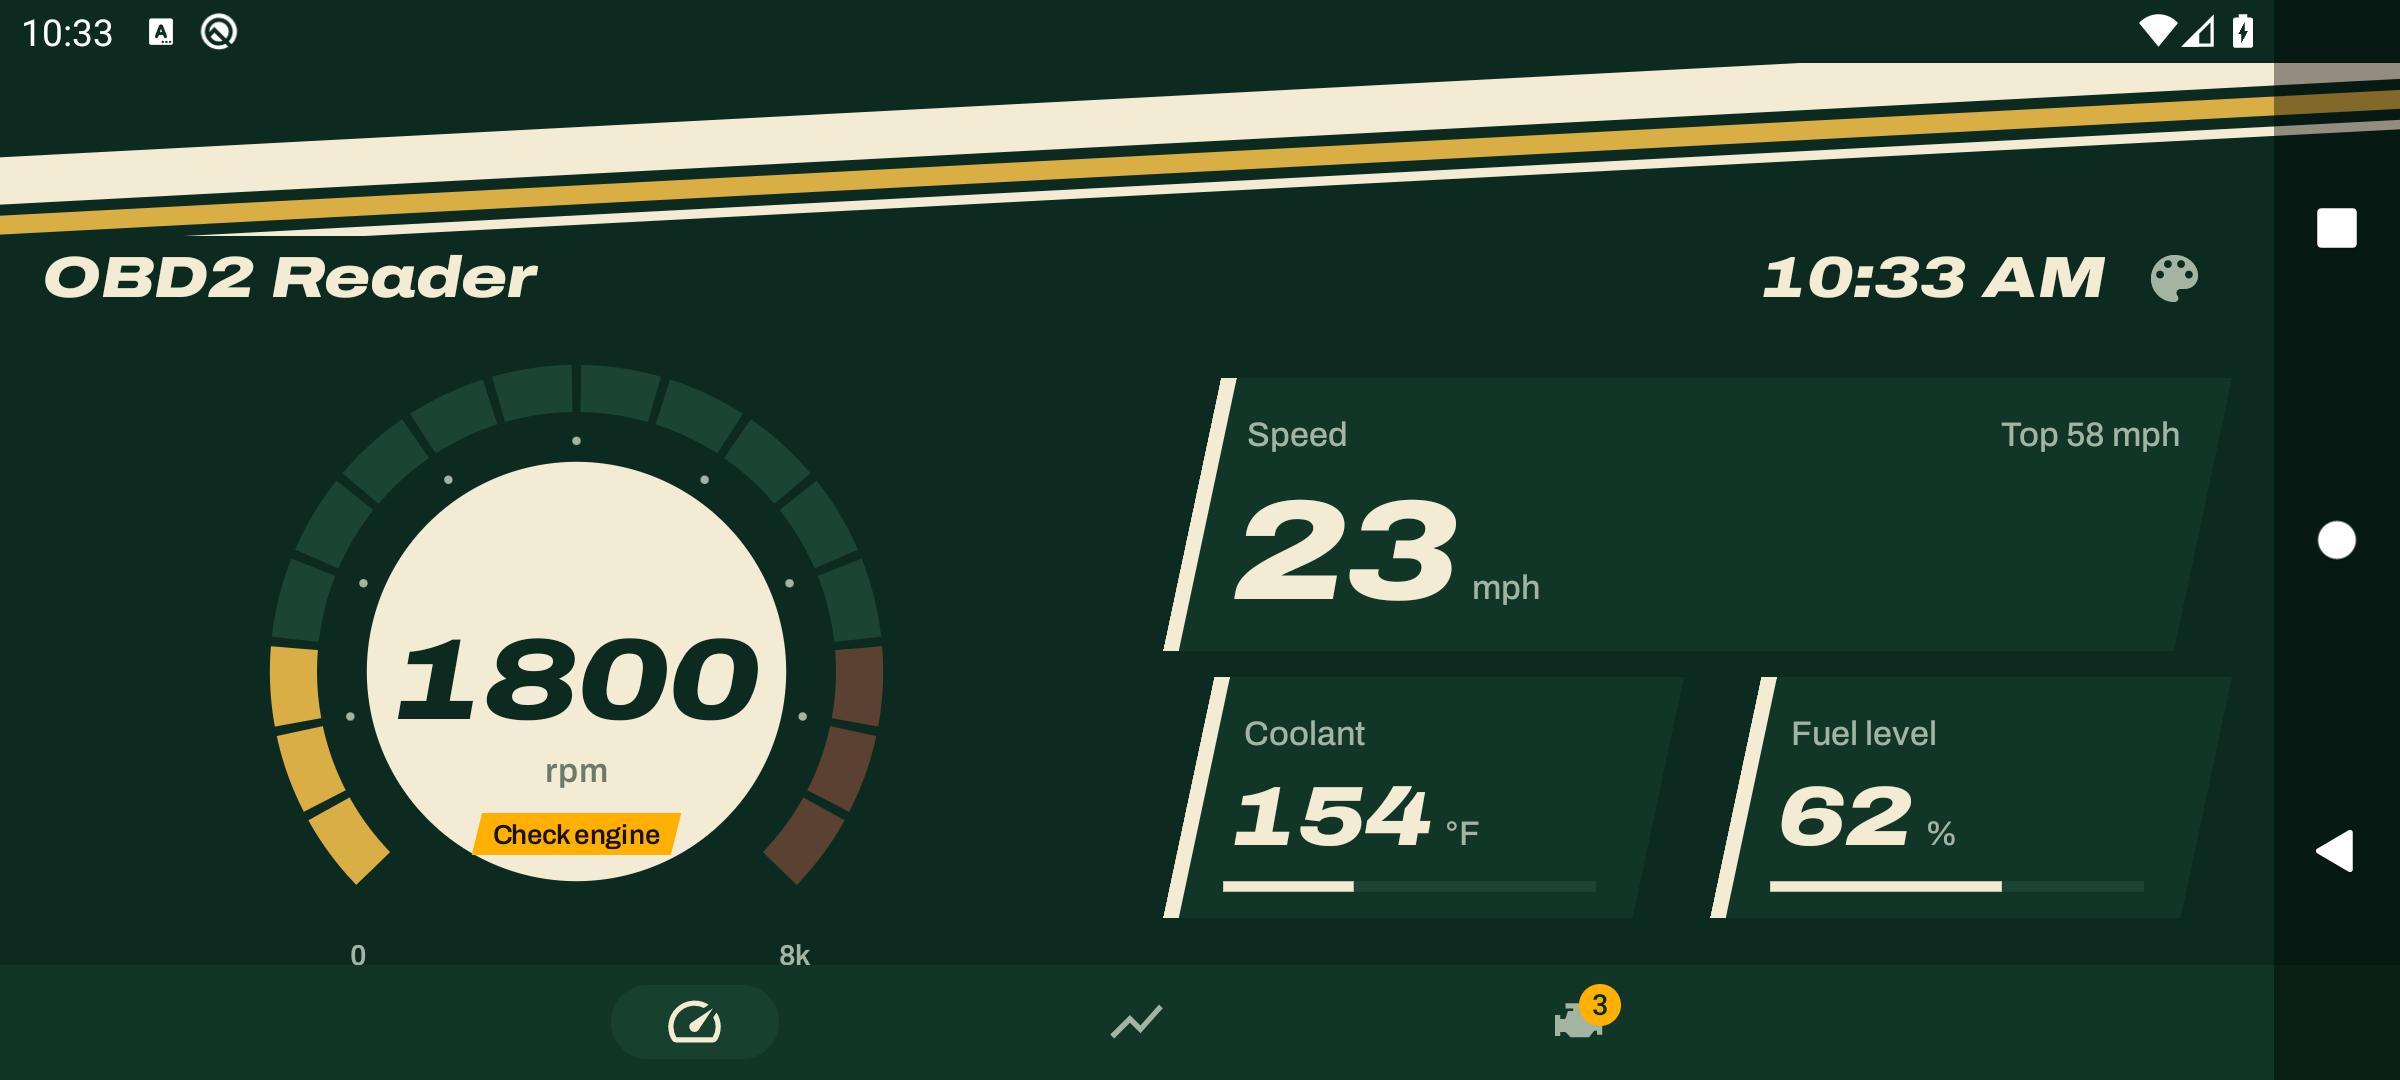 10:33
A
OBD2 Reader
10:33 AM
Speed
Top 58 mph
23 mph
1800
rpm
Check engine
Coolant
154 °F
Fuel level
62 %
0
8k
3